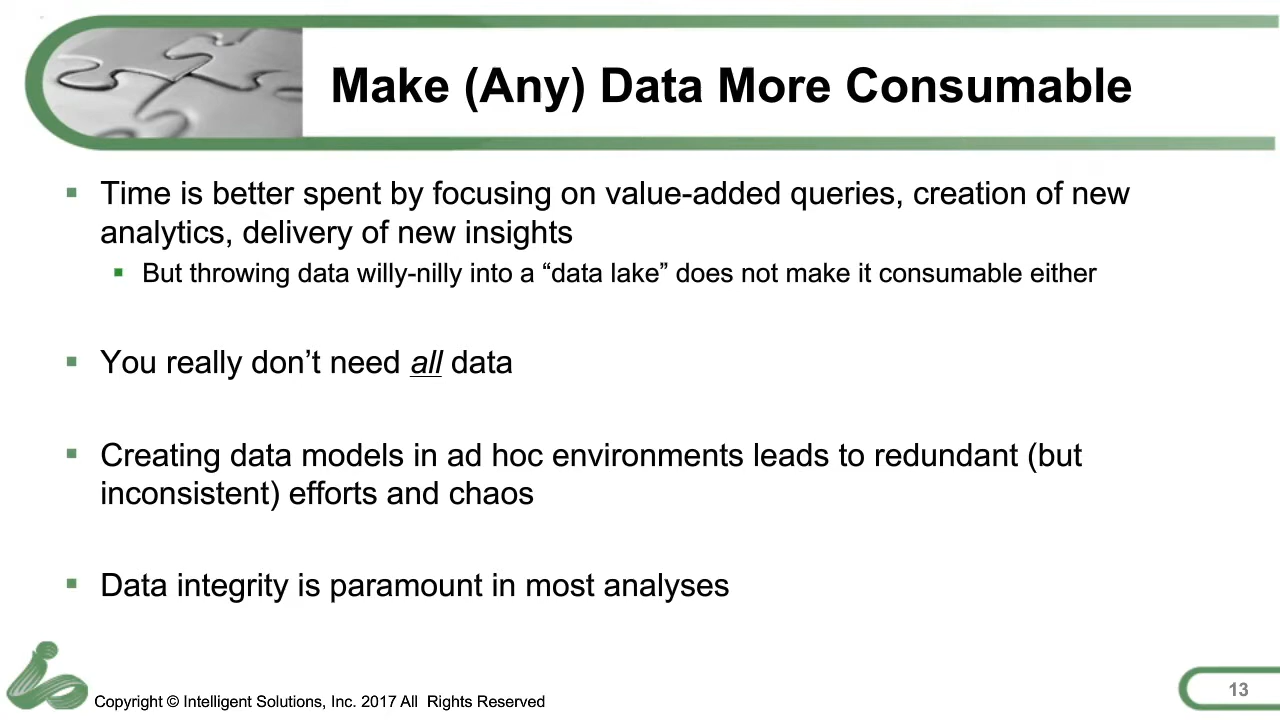 Make (Any) Data More Consumable
▪ Time is better spent by focusing on value-added queries, creation of new
analytics, delivery of new insights
▪ But throwing data willy-nilly into a “data lake” does not make it consumable either
▪ You really don’t need all data
▪ Creating data models in ad hoc environments leads to redundant (but
inconsistent) efforts and chaos
▪ Data integrity is paramount in most analyses
Copyright © Intelligent Solutions, Inc. 2017 All  Rights Reserved
13